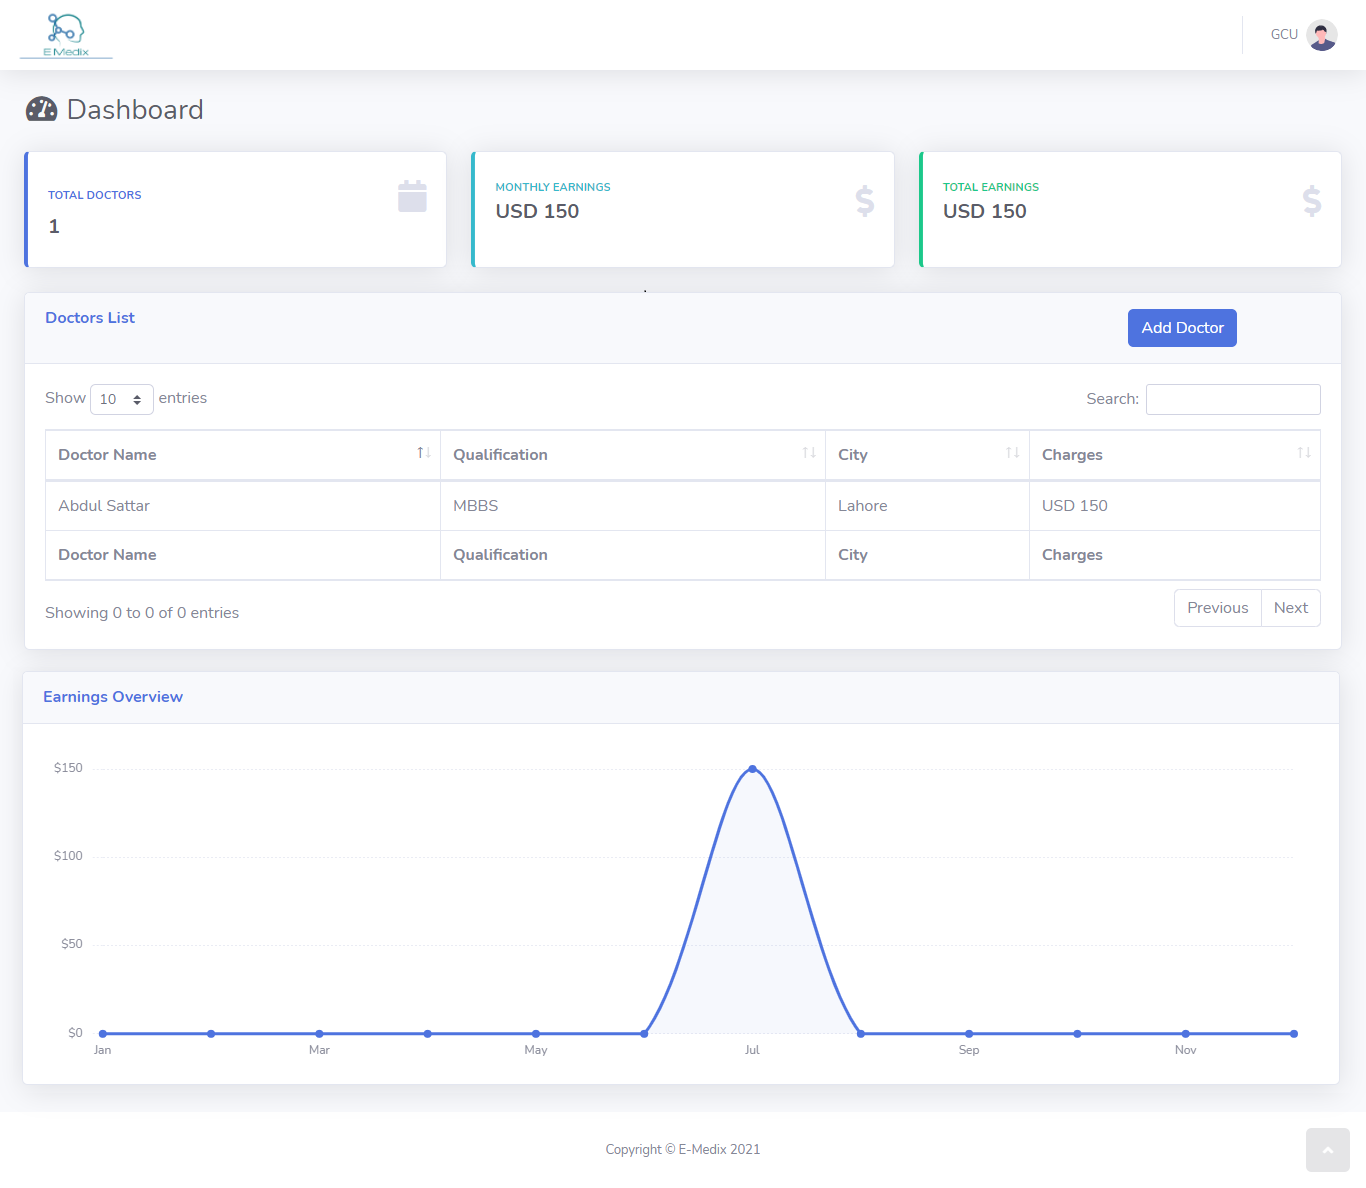 E Medix
GCU
Dashboard
TOTAL DOCTORS
1
MONTHLY EARNINGS
USD 150
TOTAL EARNINGS
USD 150
Doctors List
Add Doctor
Show 10 entries
Search:
Doctor Name Qualification City Charges
Abdul Sattar MBBS Lahore USD 150
Doctor Name Qualification City Charges
Showing 0 to 0 of 0 entries
Previous Next
Earnings Overview
$150
$100
$50
$0
Jan Mar May Jul Sep Nov
Copyright © E-Medix 2021